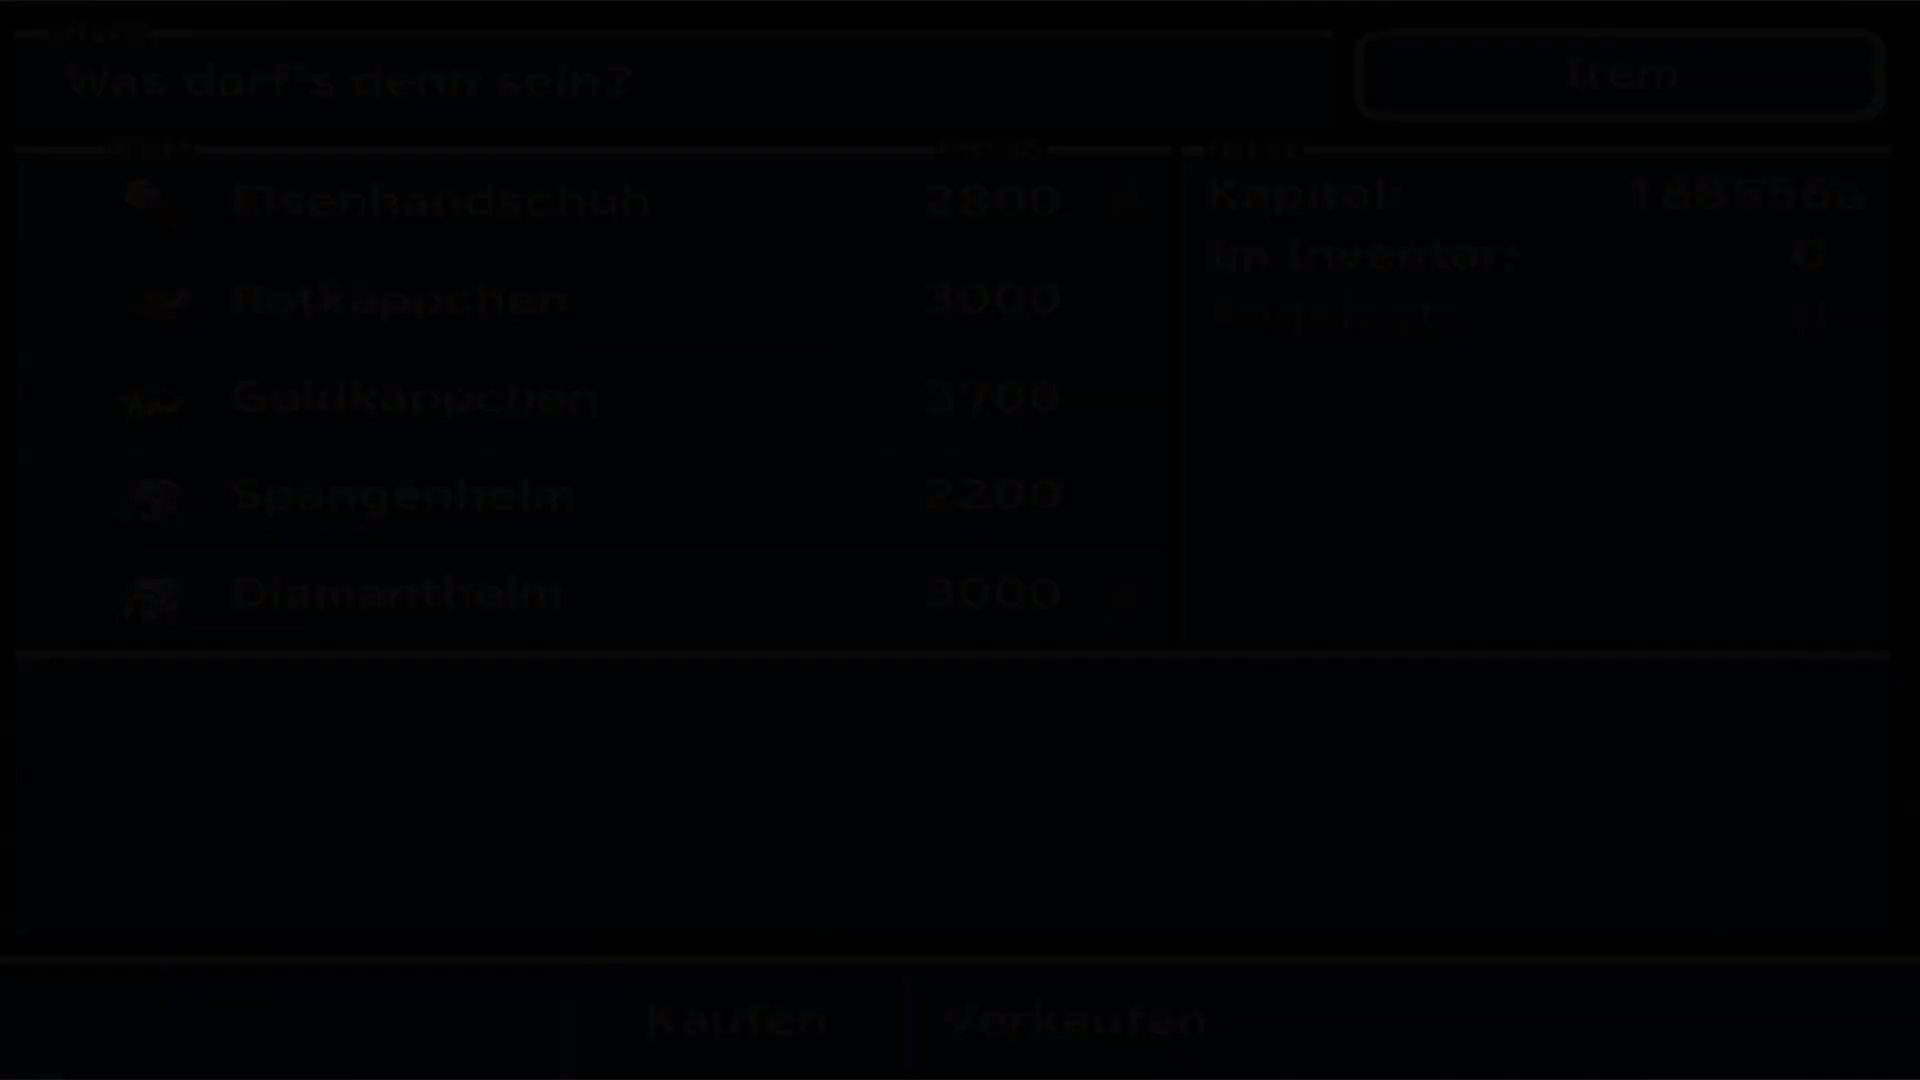 Was darf's denn sein?
Item
Eisenhandschuh 2800
Rotkäppchen 3000
Goldkäppchen 3700
Spangenhelm 2200
Diamanthelm 3000
Kapital:
Im Inventar: 0
Kaufen Verkaufen